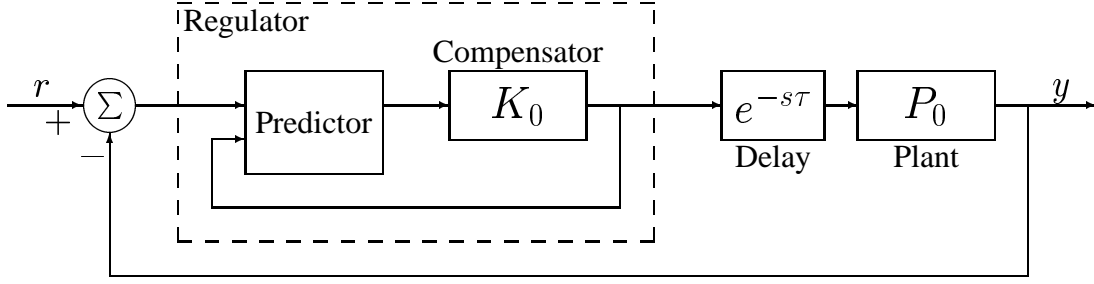 Regulator
Compensator
r
+
−
Σ
Predictor
K₀
e^{-sτ}
P₀
y
Delay
Plant